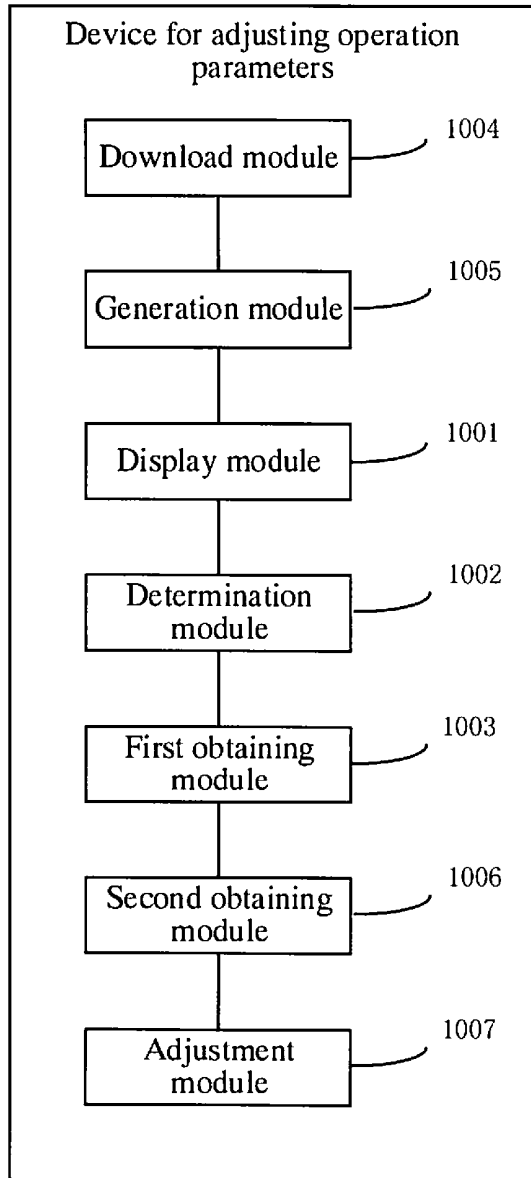 Device for adjusting operation
parameters
1004
Download module
1005
Generation module
1001
Display module
1002
Determination
module
1003
First obtaining
module
1006
Second obtaining
module
1007
Adjustment
module